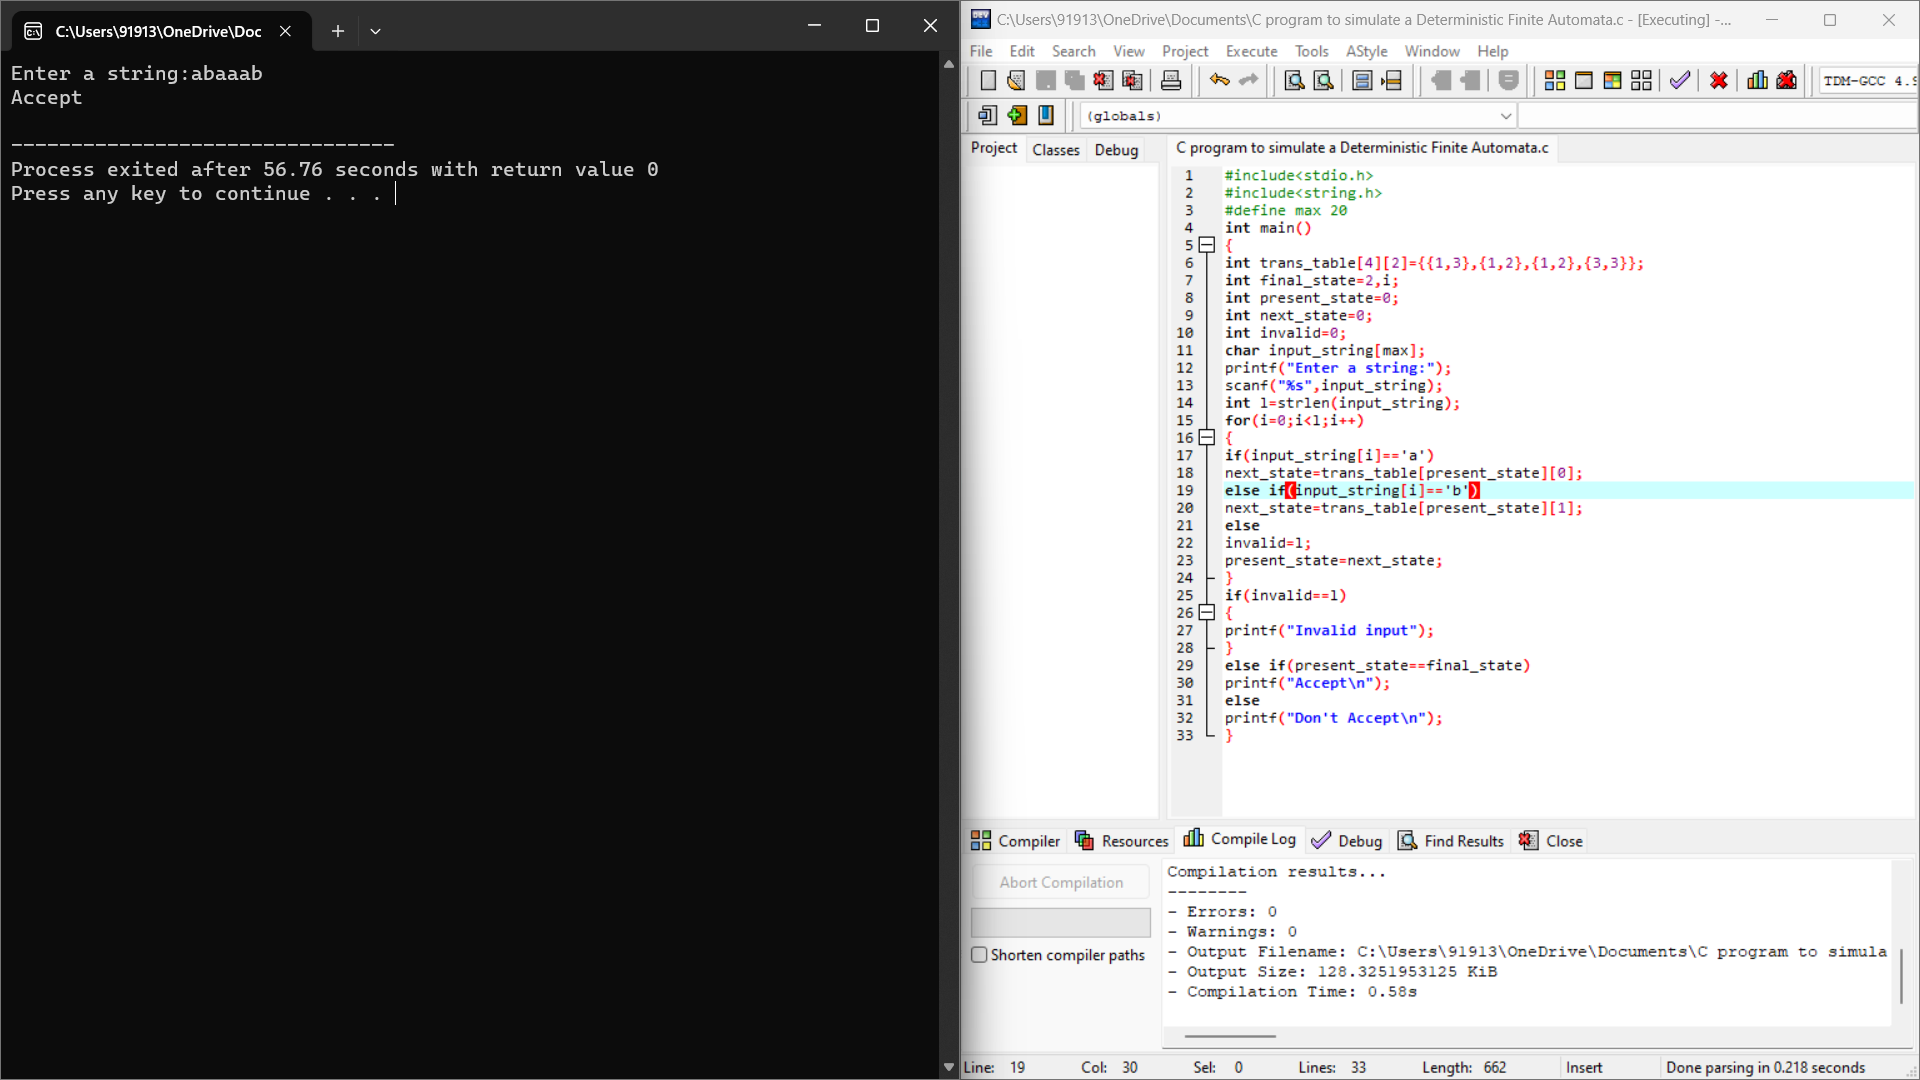 C:\Users\91913\OneDrive\Doc
Enter a string:abaaab
Accept
--------------------------------
Process exited after 56.76 seconds with return value 0
Press any key to continue . . .
C:\Users\91913\OneDrive\Documents\C program to simulate a Deterministic Finite Automata.c - [Executing] -...
File Edit Search View Project Execute Tools AStyle Window Help
TDM-GCC 4.9
(globals)
Project Classes Debug
C program to simulate a Deterministic Finite Automata.c
1 #include<stdio.h>
2 #include<string.h>
3 #define max 20
4 int main()
5 {
6 int trans_table[4][2]={{1,3},{1,2},{1,2},{3,3}};
7 int final_state=2,i;
8 int present_state=0;
9 int next_state=0;
10 int invalid=0;
11 char input_string[max];
12 printf("Enter a string:");
13 scanf("%s",input_string);
14 int l=strlen(input_string);
15 for(i=0;i<l;i++)
16 {
17 if(input_string[i]=='a')
18 next_state=trans_table[present_state][0];
19 else if(input_string[i]=='b')
20 next_state=trans_table[present_state][1];
21 else
22 invalid=l;
23 present_state=next_state;
24 }
25 if(invalid==l)
26 {
27 printf("Invalid input");
28 }
29 else if(present_state==final_state)
30 printf("Accept\n");
31 else
32 printf("Don't Accept\n");
33 }
Compiler Resources Compile Log Debug Find Results Close
Abort Compilation
Shorten compiler paths
Compilation results...
--------
- Errors: 0
- Warnings: 0
- Output Filename: C:\Users\91913\OneDrive\Documents\C program to simula
- Output Size: 128.3251953125 KiB
- Compilation Time: 0.58s
Line: 19 Col: 30 Sel: 0 Lines: 33 Length: 662 Insert Done parsing in 0.218 seconds